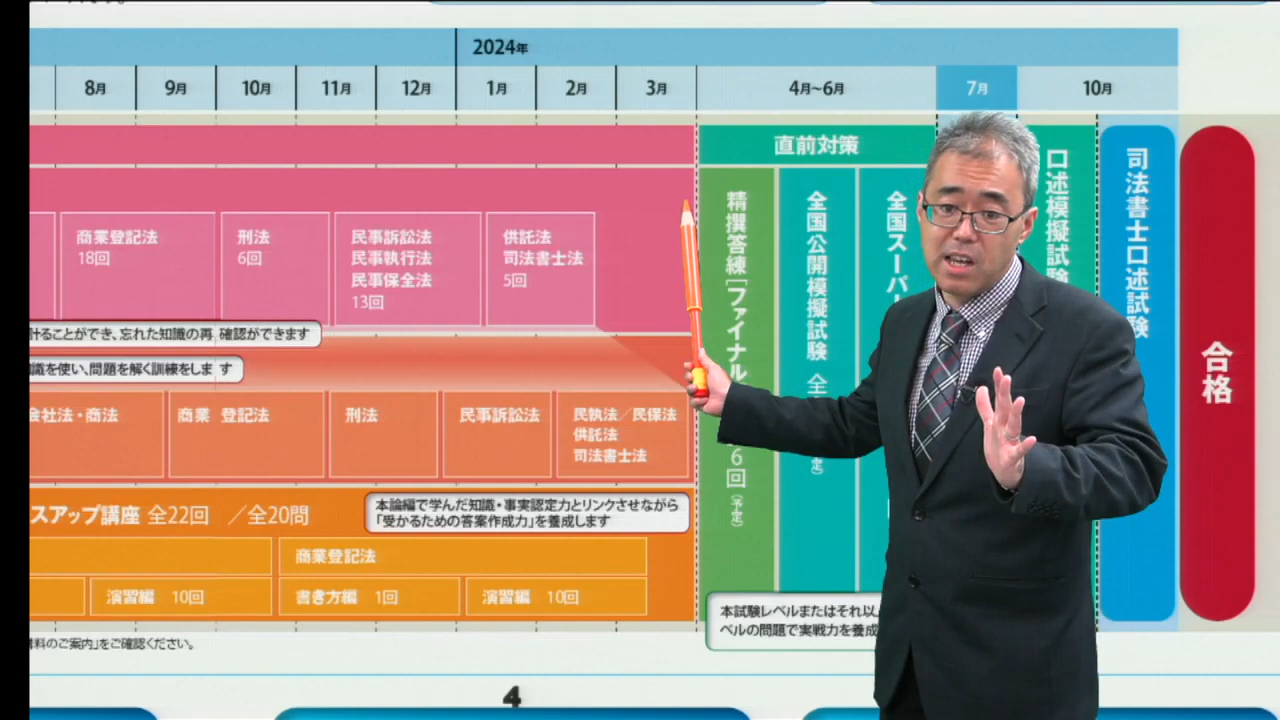 2024年
8月
9月
10月
11月
12月
1月
2月
3月
4月~6月
7月
10月
直前対策
商業登記法
18回
刑法
6回
民事訴訟法
民事執行法
民事保全法
13回
供託法
司法書士法
5回
精撰答練[ファイナル
6回
(予定)
全国公開模擬試験 全
定)
全国スーパー
口述模擬試験
司法書士口述試験
合格
計ることができ、忘れた知識の再 確認ができます
識を使い、問題を解く訓練をしま す
会社法・商法
商業 登記法
刑法
民事訴訟法
民執法/民保法
供託法
司法書士法
スアップ講座 全22回 /全20問
本論編で学んだ知識・事実認定力とリンクさせながら
「受かるための答案作成力」を養成します
商業登記法
演習編 10回
書き方編 1回
演習編 10回
本試験レベルまたはそれ以
ベルの問題で実戦力を養成
料のご案内」をご確認ください。
4